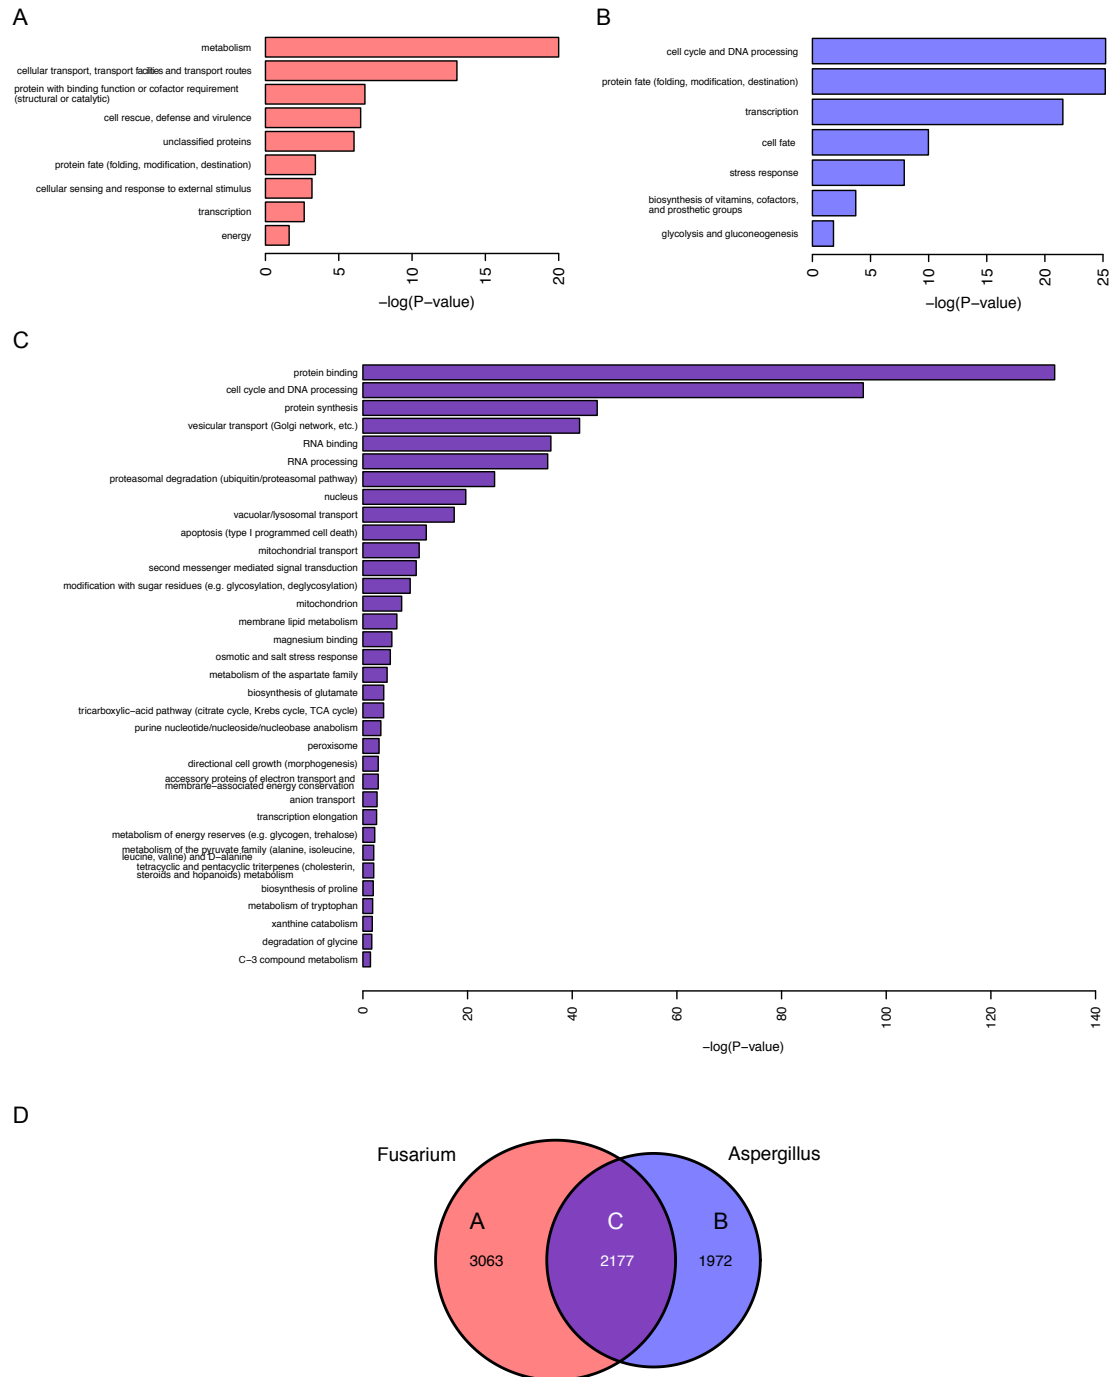 A
metabolism
cellular transport, transport facilities and transport routes
protein with binding function or cofactor requirement
(structural or catalytic)
cell rescue, defense and virulence
unclassified proteins
protein fate (folding, modification, destination)
cellular sensing and response to external stimulus
transcription
energy
0 5 10 15 20
−log(P−value)
B
cell cycle and DNA processing
protein fate (folding, modification, destination)
transcription
cell fate
stress response
biosynthesis of vitamins, cofactors,
and prosthetic groups
glycolysis and gluconeogenesis
0 5 10 15 20 25
−log(P−value)
C
protein binding
cell cycle and DNA processing
protein synthesis
vesicular transport (Golgi network, etc.)
RNA binding
RNA processing
proteasomal degradation (ubiquitin/proteasomal pathway)
nucleus
vacuolar/lysosomal transport
apoptosis (type I programmed cell death)
mitochondrial transport
second messenger mediated signal transduction
modification with sugar residues (e.g. glycosylation, deglycosylation)
mitochondrion
membrane lipid metabolism
magnesium binding
osmotic and salt stress response
metabolism of the aspartate family
biosynthesis of glutamate
tricarboxylic−acid pathway (citrate cycle, Krebs cycle, TCA cycle)
purine nucleotide/nucleoside/nucleobase anabolism
peroxisome
directional cell growth (morphogenesis)
accessory proteins of electron transport and
membrane−associated energy conservation
anion transport
transcription elongation
metabolism of energy reserves (e.g. glycogen, trehalose)
metabolism of the pyruvate family (alanine, isoleucine,
leucine, valine) and D−alanine
tetracyclic and pentacyclic triterpenes (cholesterin,
steroids and hopanoids) metabolism
biosynthesis of proline
metabolism of tryptophan
xanthine catabolism
degradation of glycine
C−3 compound metabolism
0 20 40 60 80 100 120 140
−log(P−value)
D
Fusarium
Aspergillus
A C B
3063 2177 1972